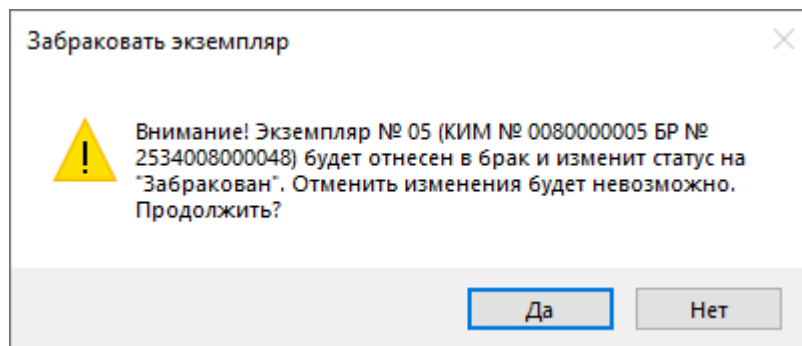 Забраковать экземпляр
Внимание! Экземпляр № 05 (КИМ № 0080000005 БР №
2534008000048) будет отнесен в брак и изменит статус на
"Забракован". Отменить изменения будет невозможно.
Продолжить?
Да
Нет